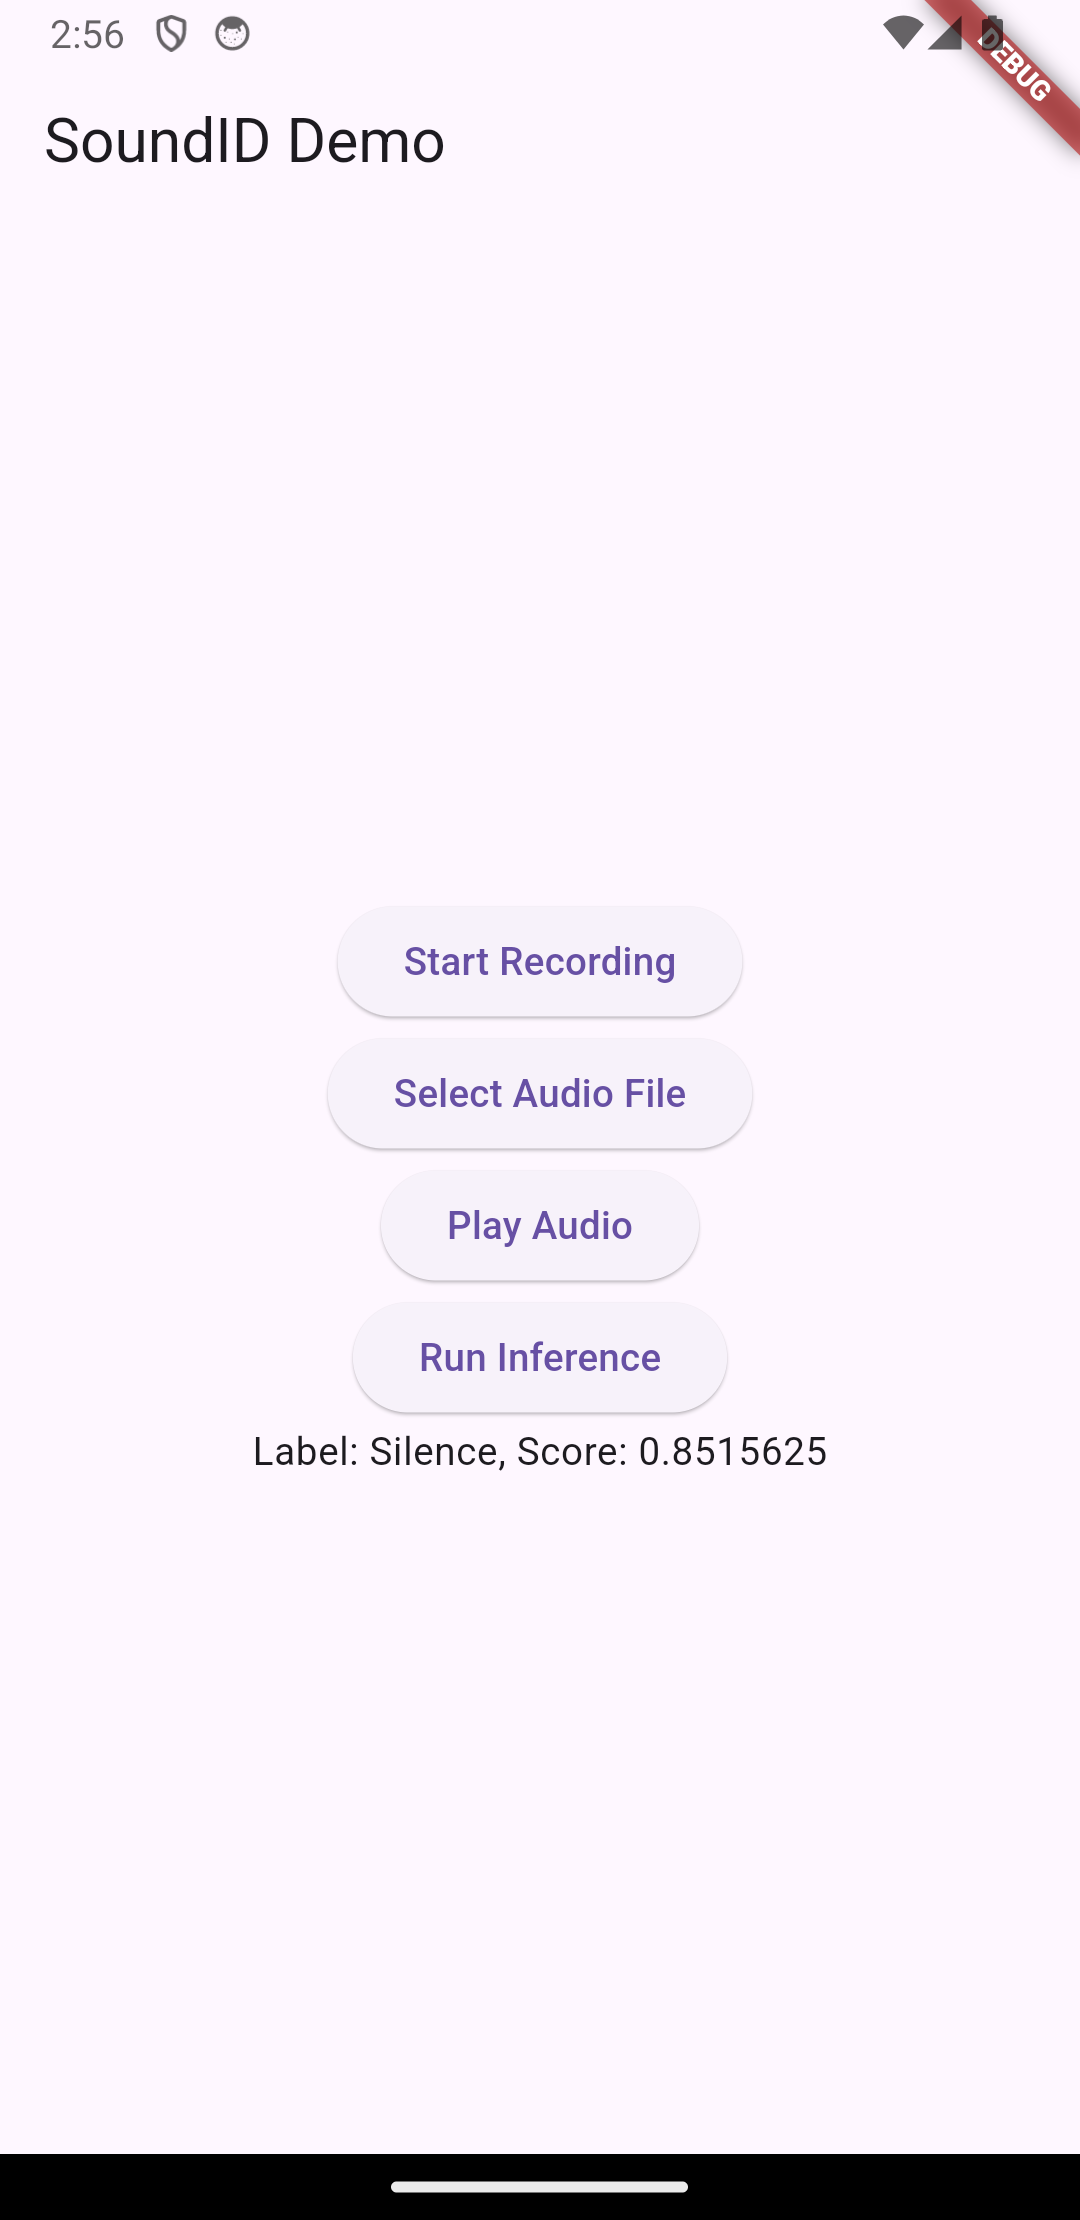 2:56
DEBUG
SoundID Demo
Start Recording
Select Audio File
Play Audio
Run Inference
Label: Silence, Score: 0.8515625